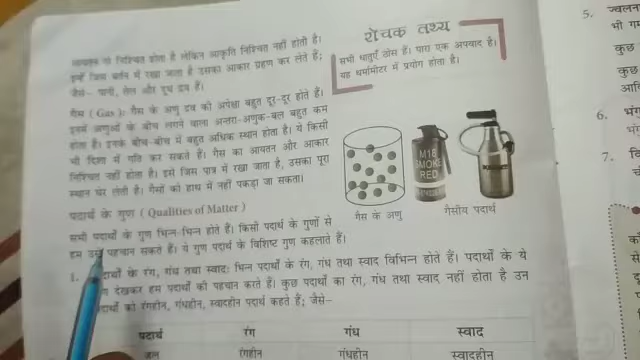 आयतन तो निश्चित होता है लेकिन आकृति निश्चित नहीं होती है।
इन्हें जिस बर्तन में रखा जाता है उसका आकार ग्रहण कर लेते हैं;
जैसे– पानी, तेल और दूध द्रव हैं।
गैस (Gas) : गैस के अणु द्रव की अपेक्षा बहुत दूर-दूर होते हैं।
इनमें अणुओं के बीच लगने वाला अन्तरा-अणुक-बल बहुत कम
होता है। इनके बीच-बीच में बहुत अधिक स्थान होता है। ये किसी
भी दिशा में गति कर सकते हैं। गैस का आयतन और आकार
निश्चित नहीं होता है। इसे जिस पात्र में रखा जाता है, उसका पूरा
स्थान घेर लेती है। गैसों को हाथ में नहीं पकड़ा जा सकता।
रोचक तथ्य
सभी धातुएँ ठोस हैं। पारा एक अपवाद है।
यह थर्मामीटर में प्रयोग होता है।
M18
SMOKE
RED
गैस के अणु
गैसीय पदार्थ
पदार्थ के गुण (Qualities of Matter)
सभी पदार्थों के गुण भिन्न-भिन्न होते हैं। किसी पदार्थ के गुणों से
हम उसे पहचान सकते हैं। ये गुण पदार्थ के विशिष्ट गुण कहलाते हैं।
1. पदार्थों के रंग, गंध तथा स्वाद: भिन्न पदार्थों के रंग, गंध तथा स्वाद विभिन्न होते हैं। पदार्थों के ये
देखकर हम पदार्थों को पहचान करते हैं। कुछ पदार्थों का रंग, गंध तथा स्वाद नहीं होता है उन
पदार्थों को रंगहीन, गंधहीन, स्वादहीन पदार्थ कहते हैं; जैसे–
पदार्थ रंग गंध स्वाद
जल रंगहीन गंधहीन स्वादहीन
5. ज्वलन
भी गर्म
कुछ
कुछ
6. भंगु
7.